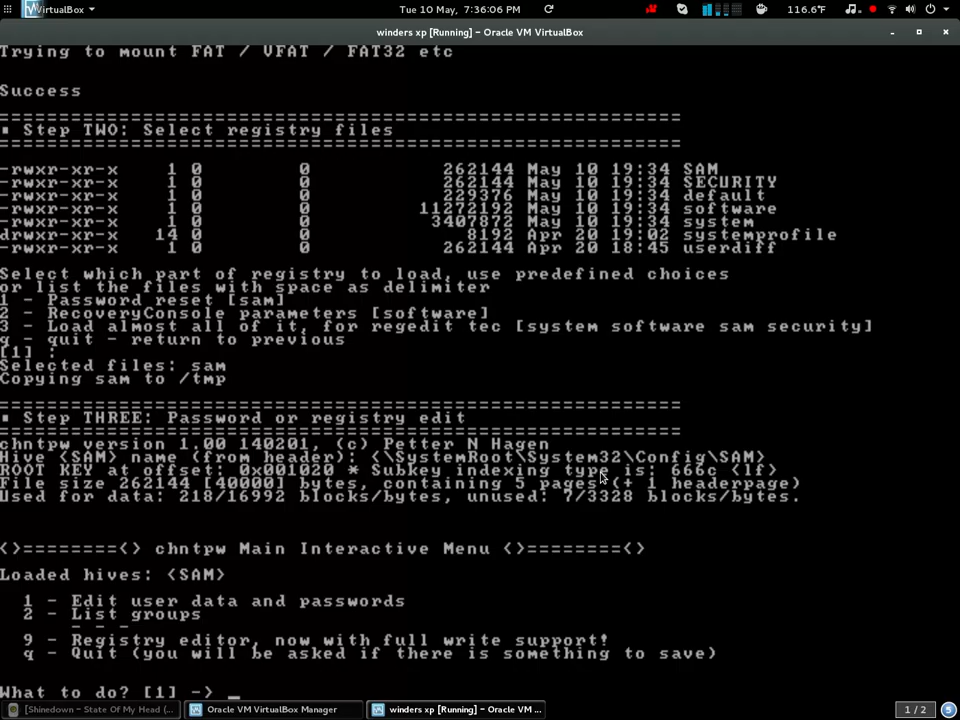 VirtualBox
Tue 10 May, 7:36:06 PM
116.6°F
winders xp [Running] – Oracle VM VirtualBox
Trying to mount FAT / VFAT / FAT32 etc
Success
========================================================================
▪ Step TWO: Select registry files
========================================================================
-rwxr-xr-x 1 0 0 262144 May 10 19:34 SAM
-rwxr-xr-x 1 0 0 262144 May 10 19:34 SECURITY
-rwxr-xr-x 1 0 0 229376 May 10 19:34 default
-rwxr-xr-x 1 0 0 11272192 May 10 19:34 software
-rwxr-xr-x 1 0 0 3407872 May 10 19:34 system
drwxr-xr-x 14 0 0 8192 Apr 20 19:02 systemprofile
-rwxr-xr-x 1 0 0 262144 Apr 20 18:45 userdiff
Select which part of registry to load, use predefined choices
or list the files with space as delimiter
1 - Password reset [sam]
2 - RecoveryConsole parameters [software]
3 - Load almost all of it, for regedit tec [system software sam security]
q - quit - return to previous
[1] :
Selected files: sam
Copying sam to /tmp
========================================================================
▪ Step THREE: Password or registry edit
========================================================================
chntpw version 1.00 140201, (c) Petter N Hagen
Hive <SAM> name (from header): <\SystemRoot\System32\Config\SAM>
ROOT KEY at offset: 0x001020 * Subkey indexing type is: 666c <lf>
File size 262144 [40000] bytes, containing 5 pages (+ 1 headerpage)
Used for data: 218/16992 blocks/bytes, unused: 7/3328 blocks/bytes.
<>========<> chntpw Main Interactive Menu <>========<>
Loaded hives: <SAM>
1 - Edit user data and passwords
2 - List groups
- - -
9 - Registry editor, now with full write support!
q - Quit (you will be asked if there is something to save)
What to do? [1] -> _
[Shinedown – State Of My Head (...
Oracle VM VirtualBox Manager
winders xp [Running] – Oracle VM ...
1 / 2
5